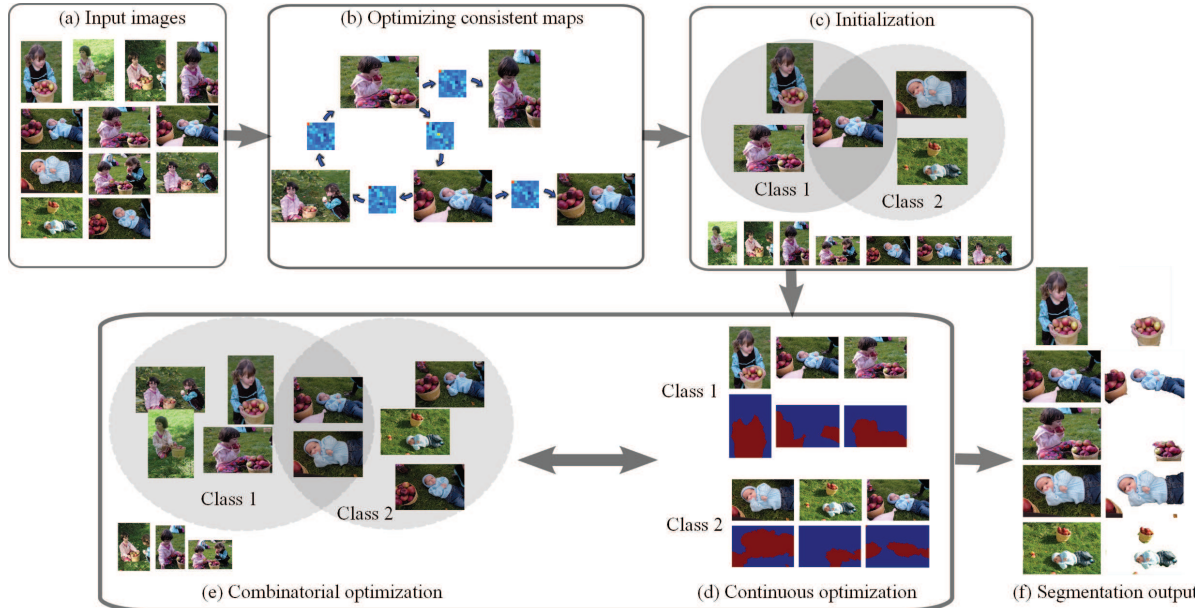 (a) Input images
(b) Optimizing consistent maps
(c) Initialization
Class 1
Class 2
Class 1
Class 2
(e) Combinatorial optimization
Class 1
Class 2
(d) Continuous optimization
(f) Segmentation output